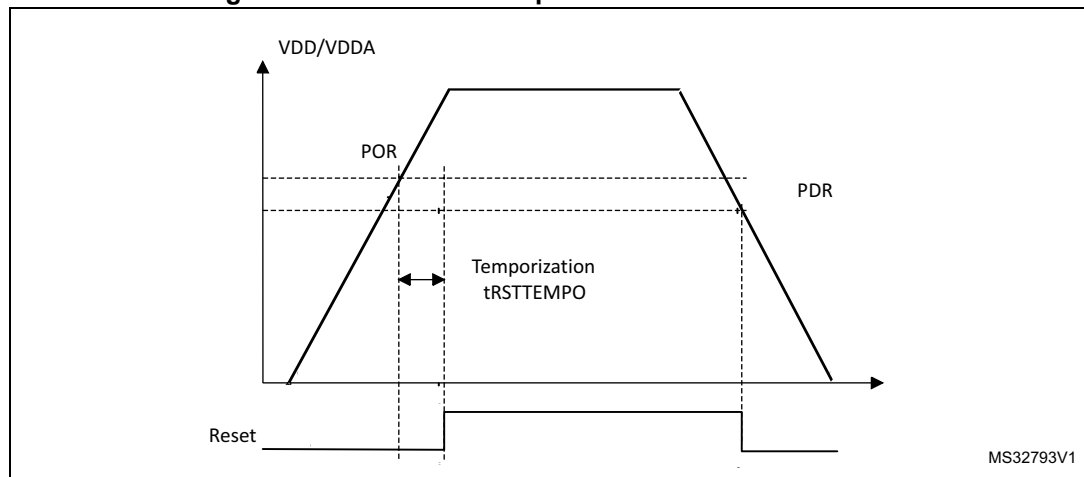 VDD/VDDA
POR
PDR
Temporization
tRSTTEMPO
Reset
MS32793V1